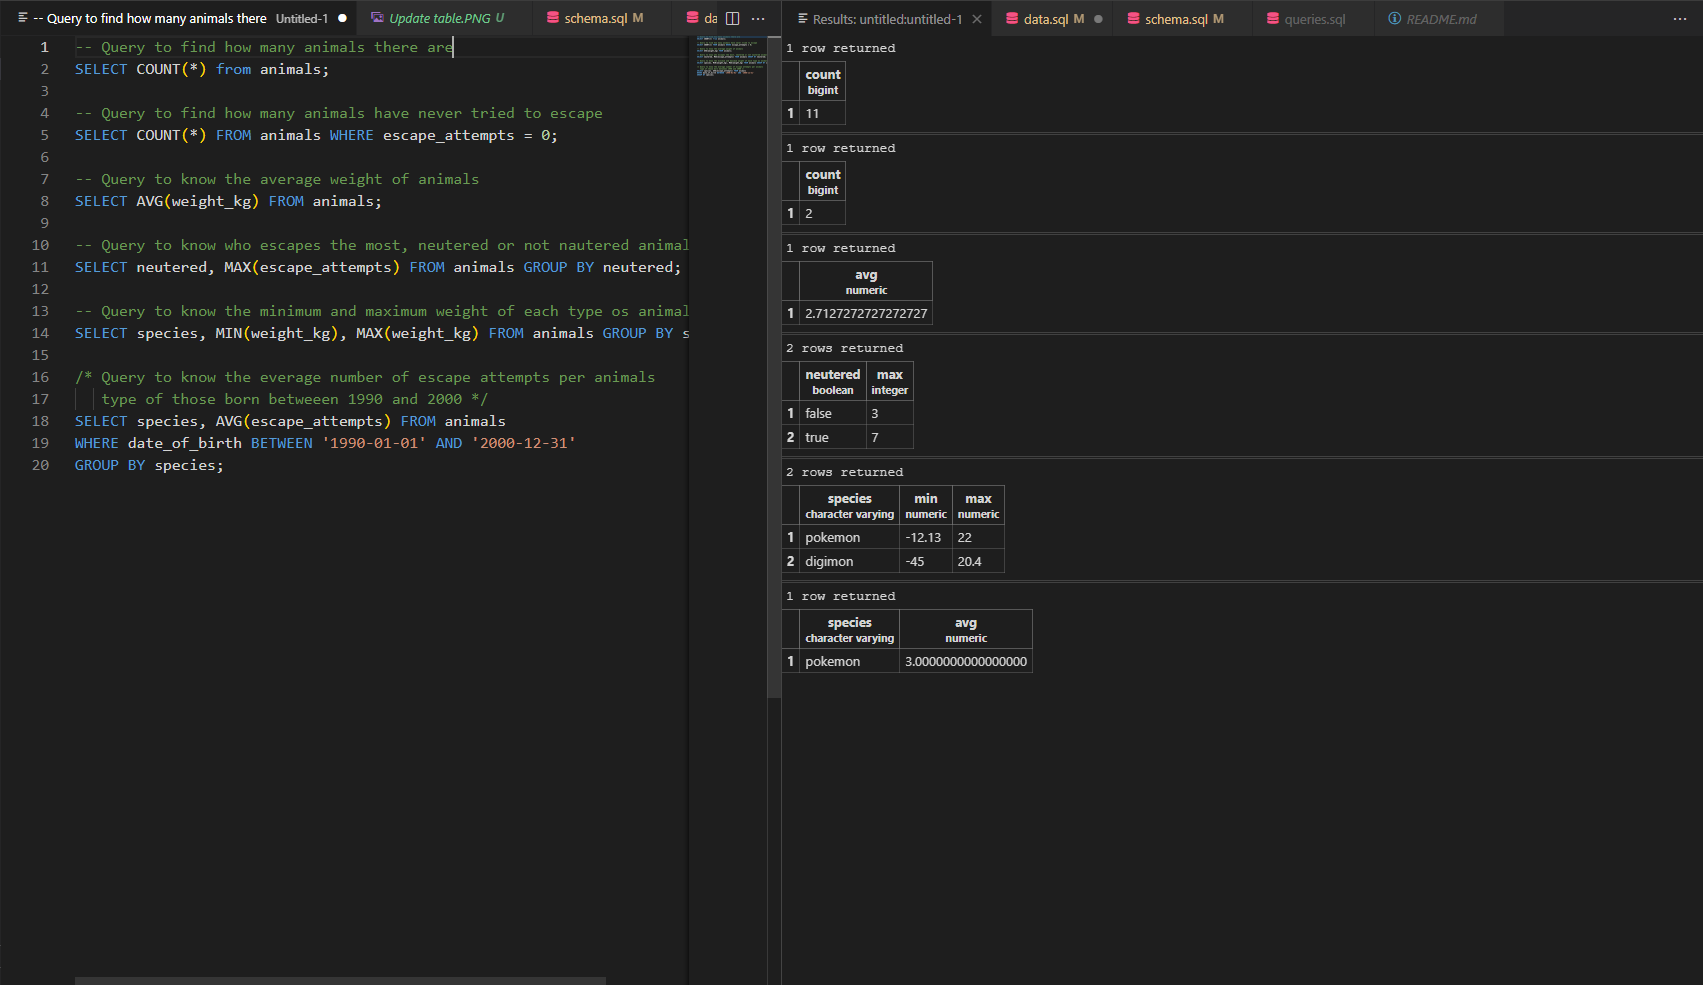 -- Query to find how many animals there Untitled-1
Update table.PNG U
schema.sql M
da
Results: untitled:untitled-1
data.sql M
schema.sql M
queries.sql
README.md
1 -- Query to find how many animals there are
2 SELECT COUNT(*) from animals;
3
4 -- Query to find how many animals have never tried to escape
5 SELECT COUNT(*) FROM animals WHERE escape_attempts = 0;
6
7 -- Query to know the average weight of animals
8 SELECT AVG(weight_kg) FROM animals;
9
10 -- Query to know who escapes the most, neutered or not nautered animal
11 SELECT neutered, MAX(escape_attempts) FROM animals GROUP BY neutered;
12
13 -- Query to know the minimum and maximum weight of each type os animal
14 SELECT species, MIN(weight_kg), MAX(weight_kg) FROM animals GROUP BY s
15
16 /* Query to know the everage number of escape attempts per animals
17 type of those born betweeen 1990 and 2000 */
18 SELECT species, AVG(escape_attempts) FROM animals
19 WHERE date_of_birth BETWEEN '1990-01-01' AND '2000-12-31'
20 GROUP BY species;
1 row returned
count
bigint
1 11
1 row returned
count
bigint
1 2
1 row returned
avg
numeric
1 2.7127272727272727
2 rows returned
neutered max
boolean integer
1 false 3
2 true 7
2 rows returned
species min max
character varying numeric numeric
1 pokemon -12.13 22
2 digimon -45 20.4
1 row returned
species avg
character varying numeric
1 pokemon 3.0000000000000000